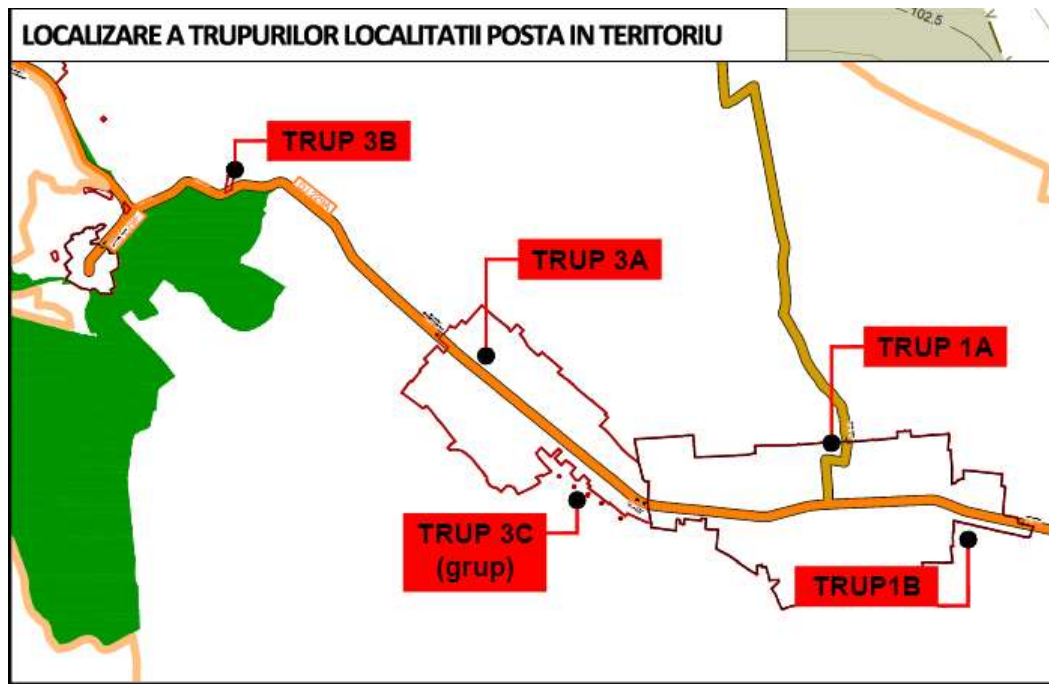 LOCALIZARE A TRUPURILOR LOCALITATII POSTA IN TERITORIU
102.5
TRUP 3B
TRUP 3A
TRUP 1A
TRUP 3C
(grup)
TRUP1B